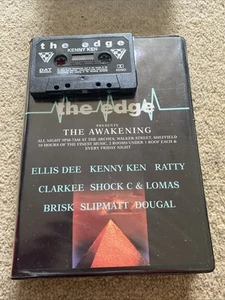 the edge
KENNY KEN
DAT
the edge
PRESENTS
THE AWAKENING
ALL NIGHT 9PM-7AM AT THE ARCHES, WALKER STREET, SHEFFIELD
10 HOURS OF THE FINEST MUSIC, 2 ROOMS UNDER 1 ROOF EACH &
EVERY FRIDAY NIGHT
ELLIS DEE KENNY KEN RATTY
CLARKEE SHOCK C & LOMAS
BRISK SLIPMATT DOUGAL